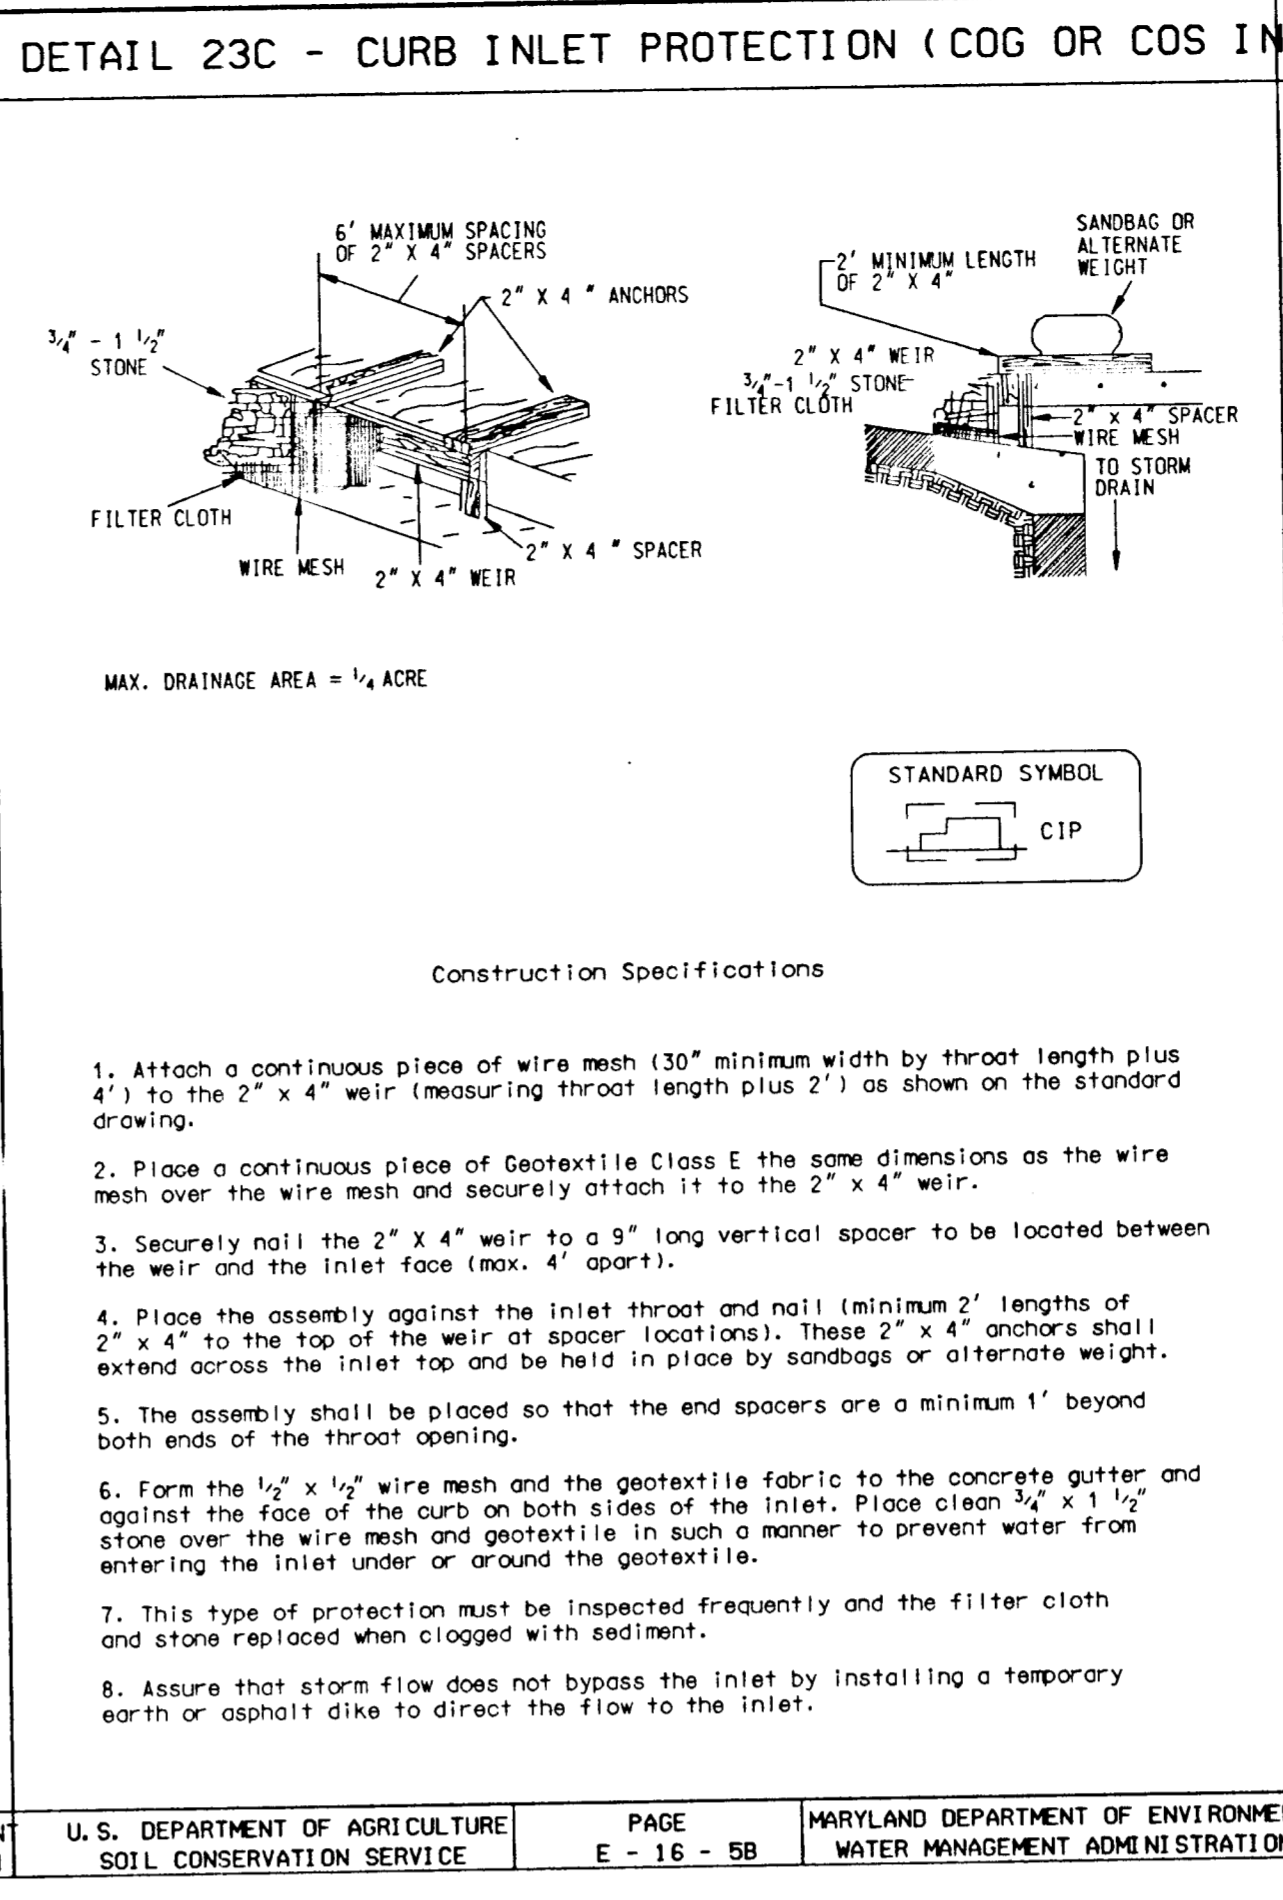 DETAIL 23C - CURB INLET PROTECTION (COG OR COS IN
6' MAXIMUM SPACING
OF 2" X 4" SPACERS
2" X 4 " ANCHORS
3/4" - 1 1/2"
STONE
FILTER CLOTH
WIRE MESH
2" X 4" WEIR
2" X 4 " SPACER
SANDBAG OR
ALTERNATE
WEIGHT
2' MINIMUM LENGTH
OF 2" X 4"
2" X 4" WEIR
3/4"-1 1/2" STONE
FILTER CLOTH
2" x 4" SPACER
WIRE MESH
TO STORM
DRAIN
MAX. DRAINAGE AREA = 1/4 ACRE
STANDARD SYMBOL
CIP
Construction Specifications
1. Attach a continuous piece of wire mesh (30" minimum width by throat length plus
4') to the 2" x 4" weir (measuring throat length plus 2') as shown on the standard
drawing.
2. Place a continuous piece of Geotextile Class E the same dimensions as the wire
mesh over the wire mesh and securely attach it to the 2" x 4" weir.
3. Securely nail the 2" X 4" weir to a 9" long vertical spacer to be located between
the weir and the inlet face (max. 4' apart).
4. Place the assembly against the inlet throat and nail (minimum 2' lengths of
2" x 4" to the top of the weir at spacer locations). These 2" x 4" anchors shall
extend across the inlet top and be held in place by sandbags or alternate weight.
5. The assembly shall be placed so that the end spacers are a minimum 1' beyond
both ends of the throat opening.
6. Form the 1/2" x 1/2" wire mesh and the geotextile fabric to the concrete gutter and
against the face of the curb on both sides of the inlet. Place clean 3/4" x 1 1/2"
stone over the wire mesh and geotextile in such a manner to prevent water from
entering the inlet under or around the geotextile.
7. This type of protection must be inspected frequently and the filter cloth
and stone replaced when clogged with sediment.
8. Assure that storm flow does not bypass the inlet by installing a temporary
earth or asphalt dike to direct the flow to the inlet.
U.S. DEPARTMENT OF AGRICULTURE
SOIL CONSERVATION SERVICE
PAGE
E - 16 - 5B
MARYLAND DEPARTMENT OF ENVIRONME
WATER MANAGEMENT ADMINISTRATION